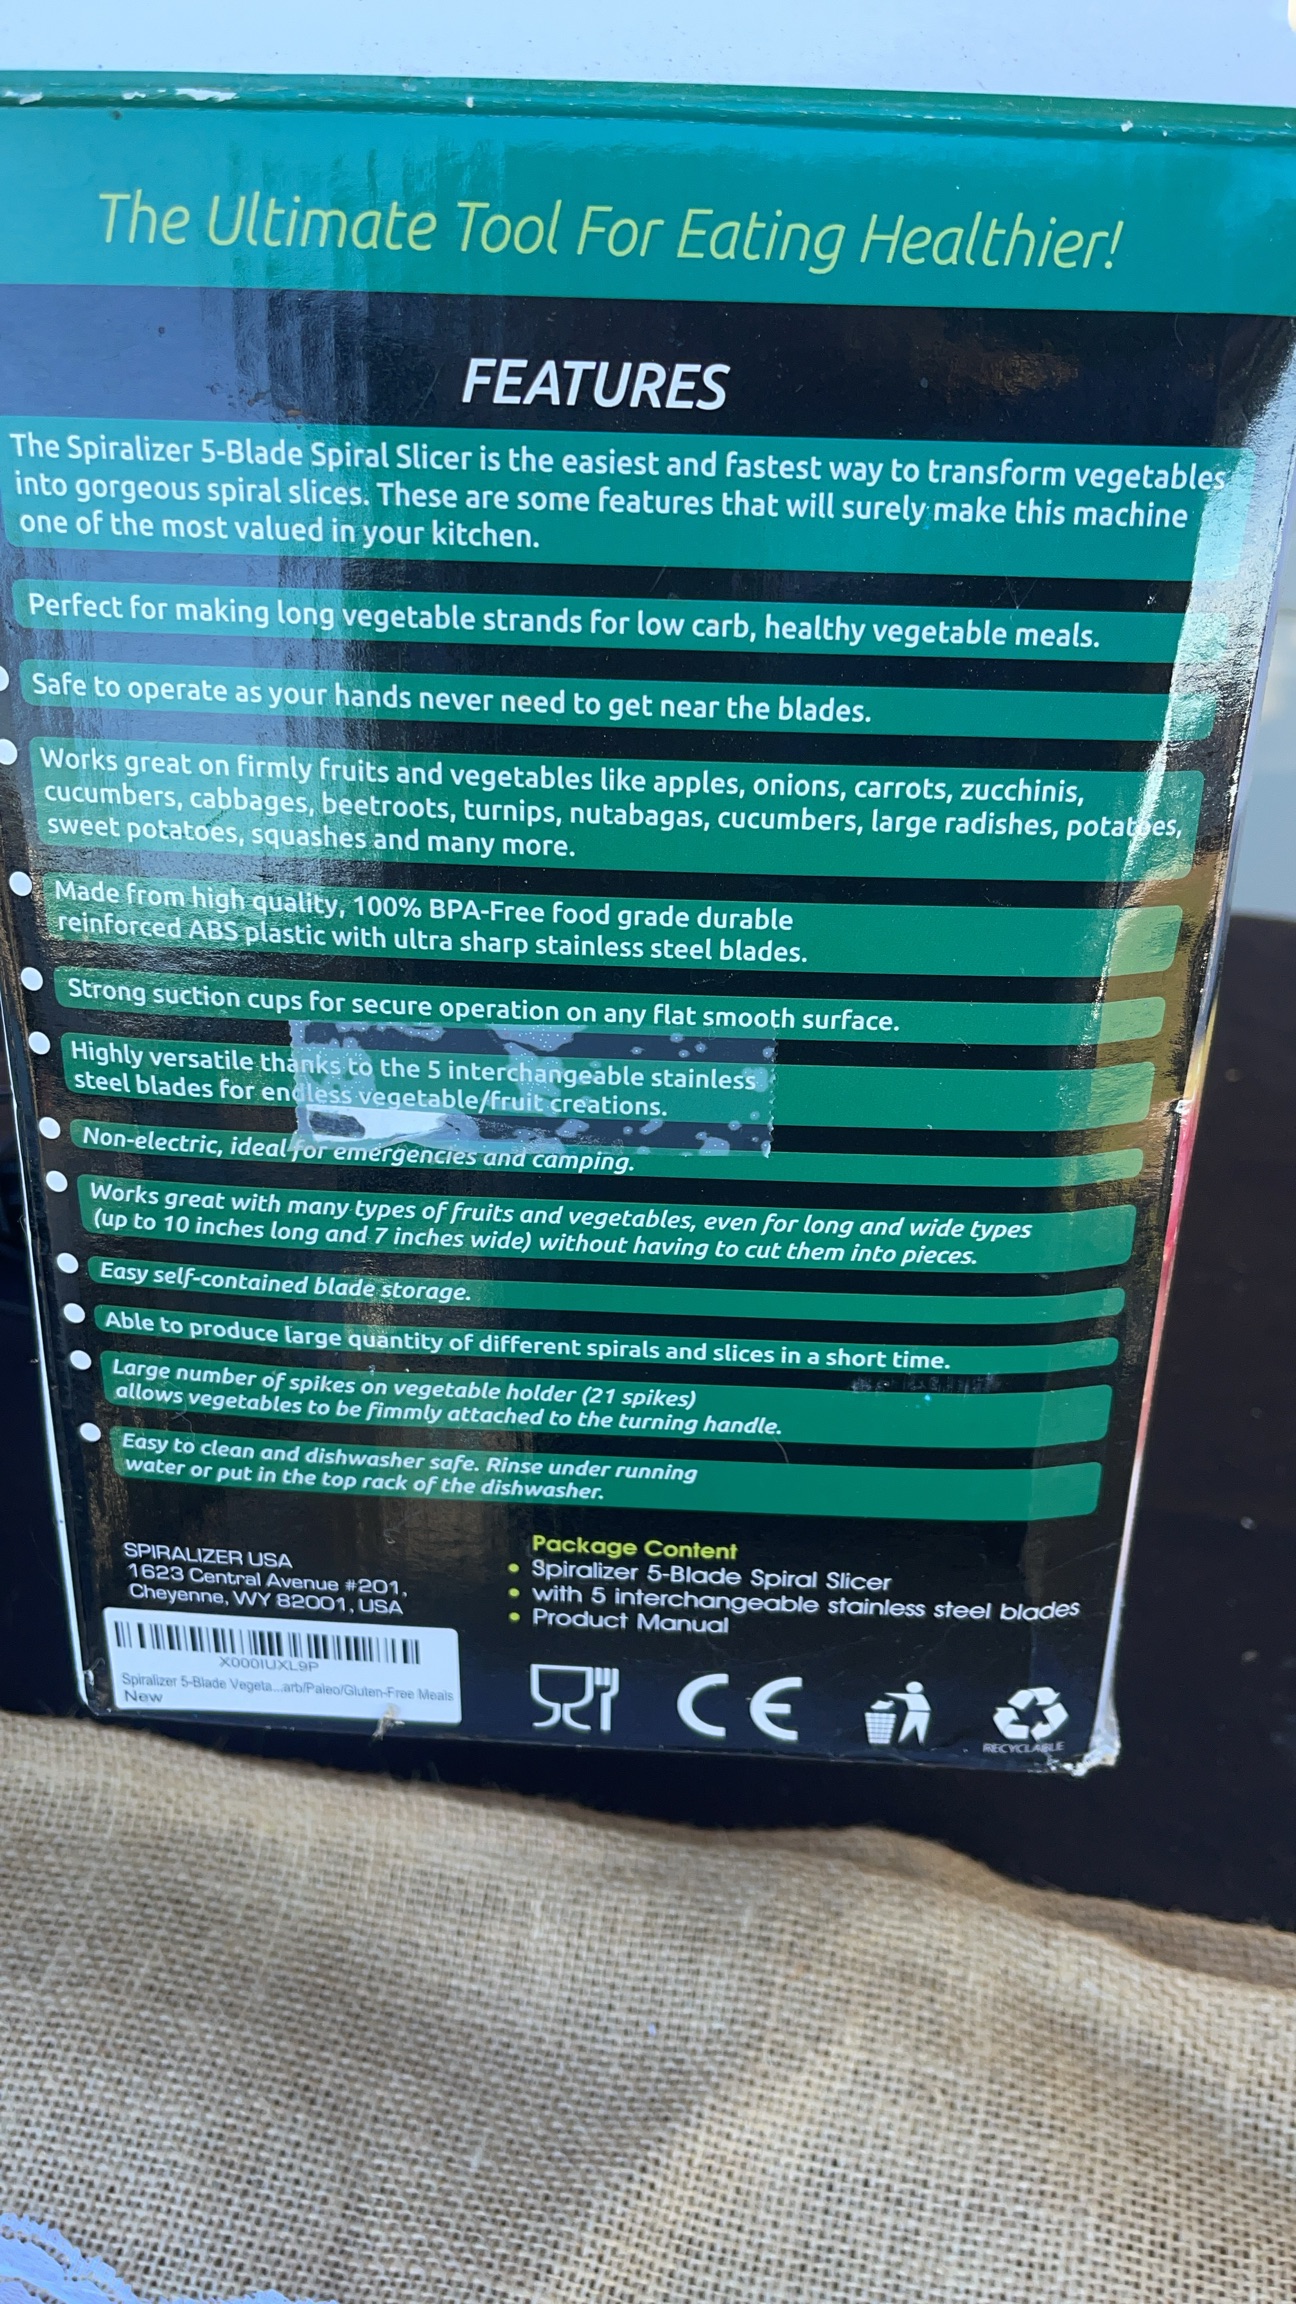 The Ultimate Tool For Eating Healthier!
FEATURES
The Spiralizer 5-Blade Spiral Slicer is the easiest and fastest way to transform vegetables
into gorgeous spiral slices. These are some features that will surely make this machine
one of the most valued in your kitchen.
Perfect for making long vegetable strands for low carb, healthy vegetable meals.
Safe to operate as your hands never need to get near the blades.
Works great on firmly fruits and vegetables like apples, onions, carrots, zucchinis,
cucumbers, cabbages, beetroots, turnips, nutabagas, cucumbers, large radishes, potatoes,
sweet potatoes, squashes and many more.
Made from high quality, 100% BPA-Free food grade durable
reinforced ABS plastic with ultra sharp stainless steel blades.
Strong suction cups for secure operation on any flat smooth surface.
Highly versatile thanks to the 5 interchangeable stainless
steel blades for endless vegetable/fruit creations.
Non-electric, ideal for emergencies and camping.
Works great with many types of fruits and vegetables, even for long and wide types
(up to 10 inches long and 7 inches wide) without having to cut them into pieces.
Easy self-contained blade storage.
Able to produce large quantity of different spirals and slices in a short time.
Large number of spikes on vegetable holder (21 spikes)
allows vegetables to be fimmly attached to the turning handle.
Easy to clean and dishwasher safe. Rinse under running
water or put in the top rack of the dishwasher.
SPIRALIZER USA
1623 Central Avenue #201,
Cheyenne, WY 82001, USA
X000IUXL9P
Spiralizer 5-Blade Vegeta...arb/Paleo/Gluten-Free Meals
New
Package Content
• Spiralizer 5-Blade Spiral Slicer
• with 5 interchangeable stainless steel blades
• Product Manual
CE
RECYCLABLE